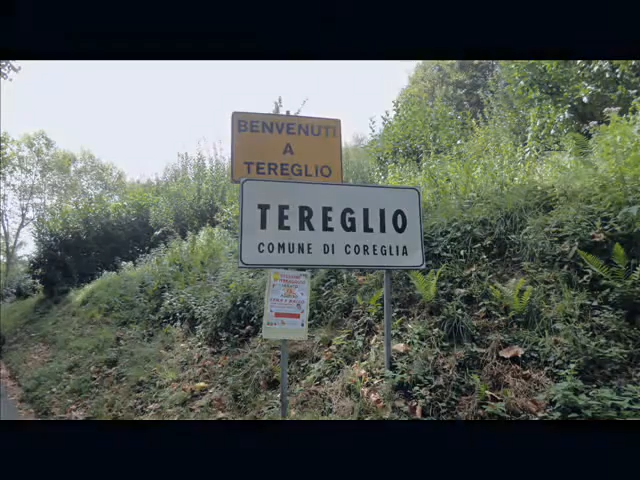 BENVENUTI
A
TEREGLIO
TEREGLIO
COMUNE DI COREGLIA